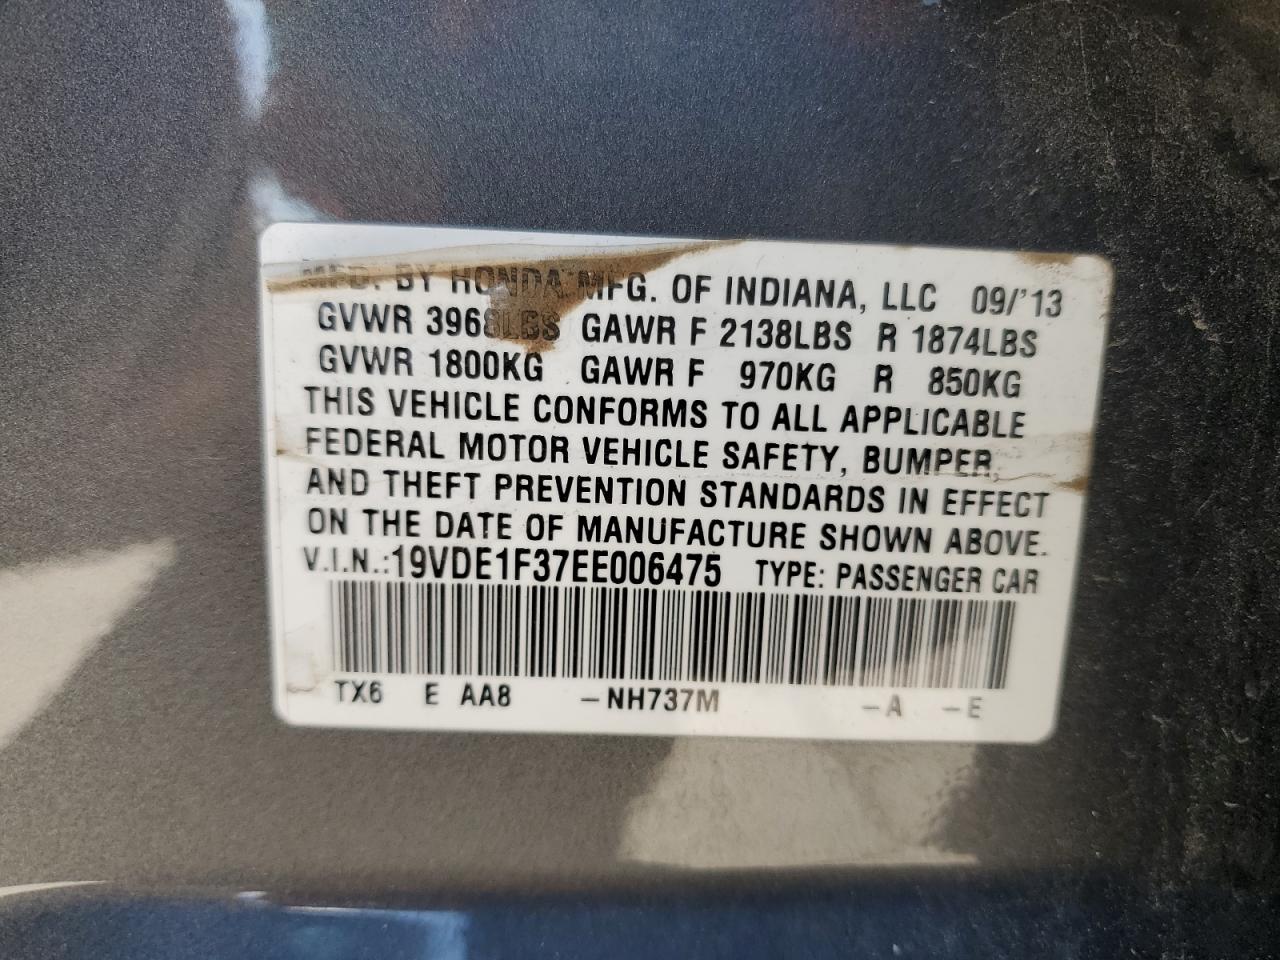 MFD. BY HONDA MFG. OF INDIANA, LLC 09/'13
GVWR 3968LBS GAWR F 2138LBS R 1874LBS
GVWR 1800KG GAWR F 970KG R 850KG
THIS VEHICLE CONFORMS TO ALL APPLICABLE
FEDERAL MOTOR VEHICLE SAFETY, BUMPER,
AND THEFT PREVENTION STANDARDS IN EFFECT
ON THE DATE OF MANUFACTURE SHOWN ABOVE.
V.I.N.:19VDE1F37EE006475 TYPE: PASSENGER CAR
TX6 E AA8 -NH737M -A -E